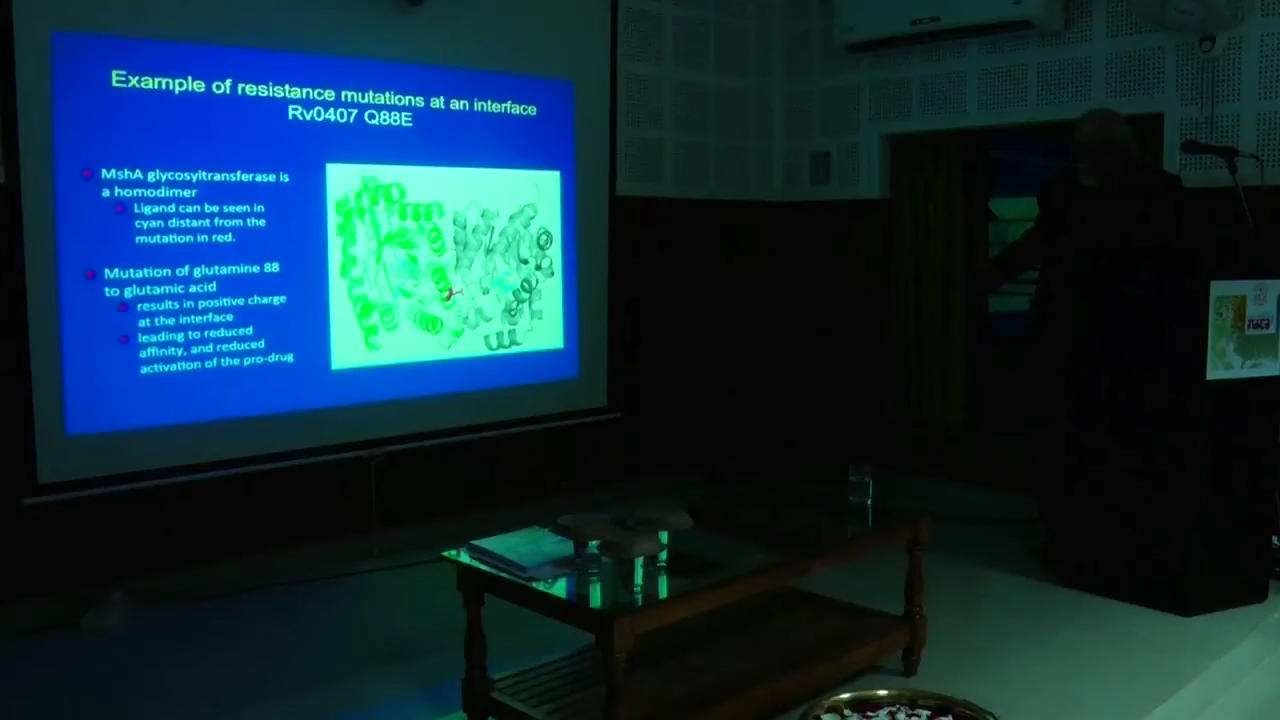 Example of resistance mutations at an interface
Rv0407 Q88E
MshA glycosyltransferase is
a homodimer
Ligand can be seen in
cyan distant from the
mutation in red.
Mutation of glutamine 88
to glutamic acid
results in positive charge
at the interface
leading to reduced
affinity, and reduced
activation of the pro-drug